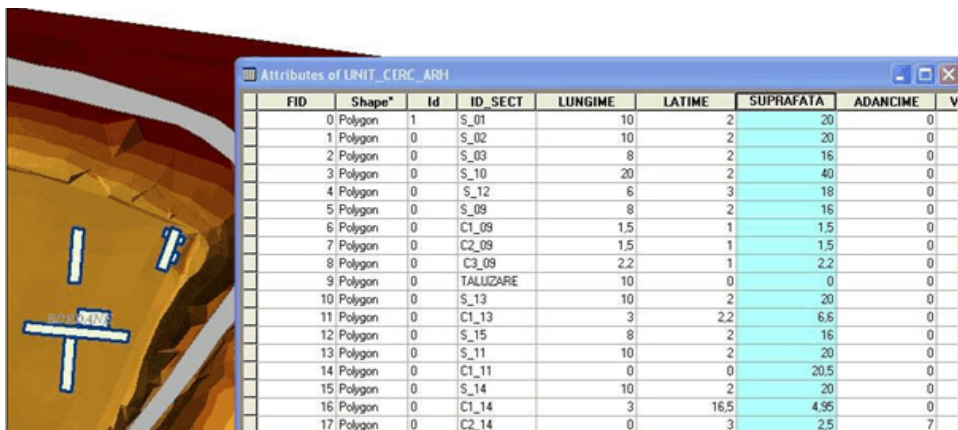 Attributes of UNIT_CERC_ARH
FID Shape* Id ID_SECT LUNGIME LATIME SUPRAFATA ADANCIME V
0 Polygon 1 S_01 10 2 20 0
1 Polygon 0 S_02 10 2 20 0
2 Polygon 0 S_03 8 2 16 0
3 Polygon 0 S_10 20 2 40 0
4 Polygon 0 S_12 6 3 18 0
5 Polygon 0 S_09 8 2 16 0
6 Polygon 0 C1_09 1,5 1 1,5 0
7 Polygon 0 C2_09 1,5 1 1,5 0
8 Polygon 0 C3_09 2,2 1 2,2 0
9 Polygon 0 TALUZARE 10 0 0 0
10 Polygon 0 S_13 10 2 20 0
11 Polygon 0 C1_13 3 2,2 6,6 0
12 Polygon 0 S_15 8 2 16 0
13 Polygon 0 S_11 10 2 20 0
14 Polygon 0 C1_11 0 0 20,5 0
15 Polygon 0 S_14 10 2 20 0
16 Polygon 0 C1_14 3 16,5 4,95 0
17 Polygon 0 C2_14 0 3 2,5 7